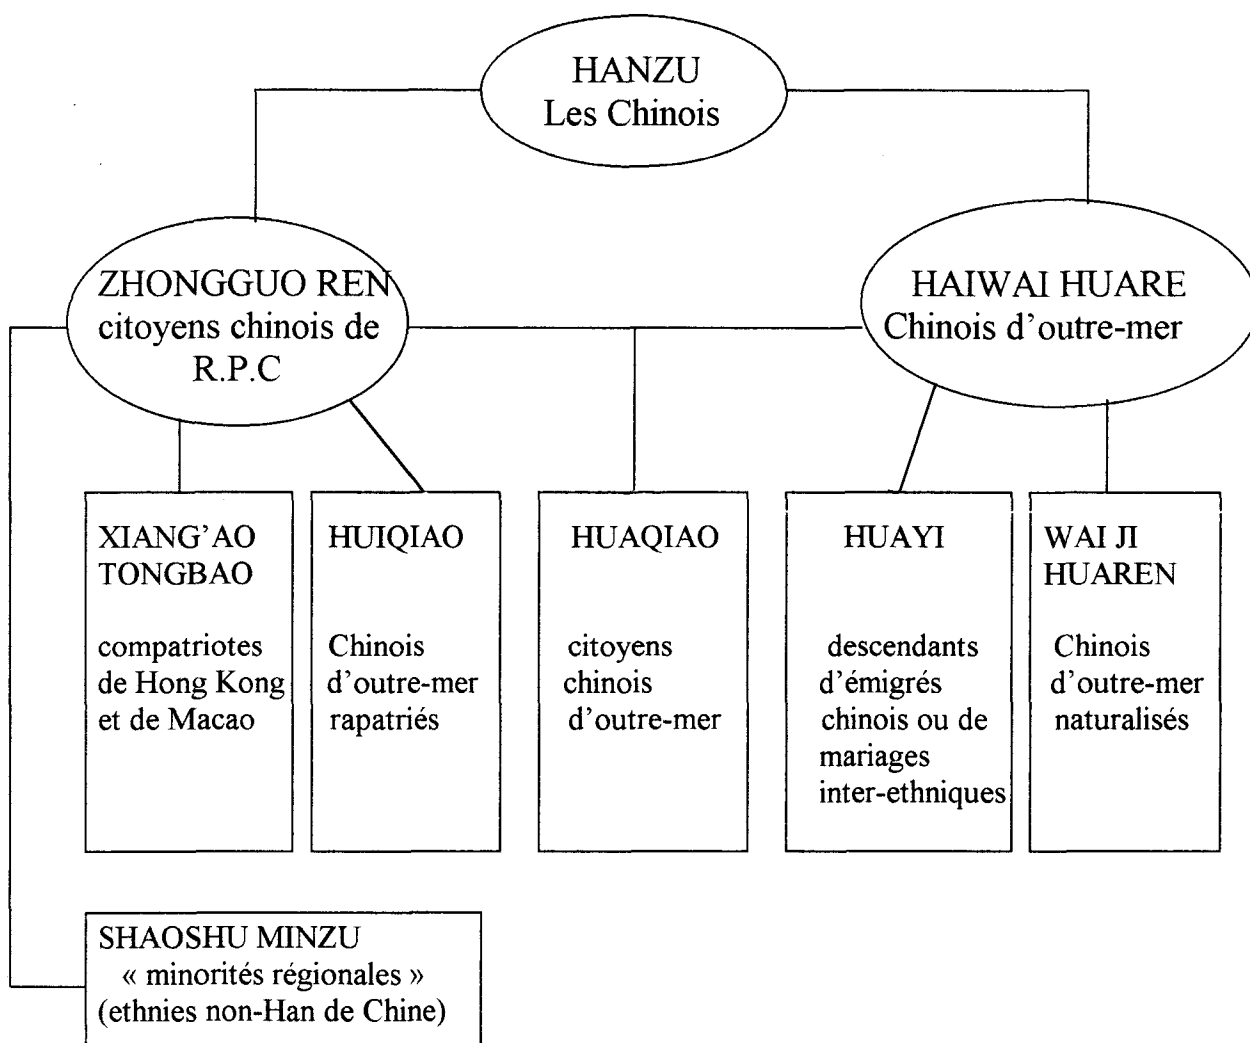 HANZU
Les Chinois
ZHONGGUO REN
citoyens chinois de
R.P.C
HAIWAI HUARE
Chinois d'outre-mer
XIANG'AO
TONGBAO
compatriotes
de Hong Kong
et de Macao
HUIQIAO
Chinois
d'outre-mer
rapatriés
HUAQIAO
citoyens
chinois
d'outre-mer
HUAYI
descendants
d'émigrés
chinois ou de
mariages
inter-ethniques
WAI JI
HUAREN
Chinois
d'outre-mer
naturalisés
SHAOSHU MINZU
« minorités régionales »
(ethnies non-Han de Chine)